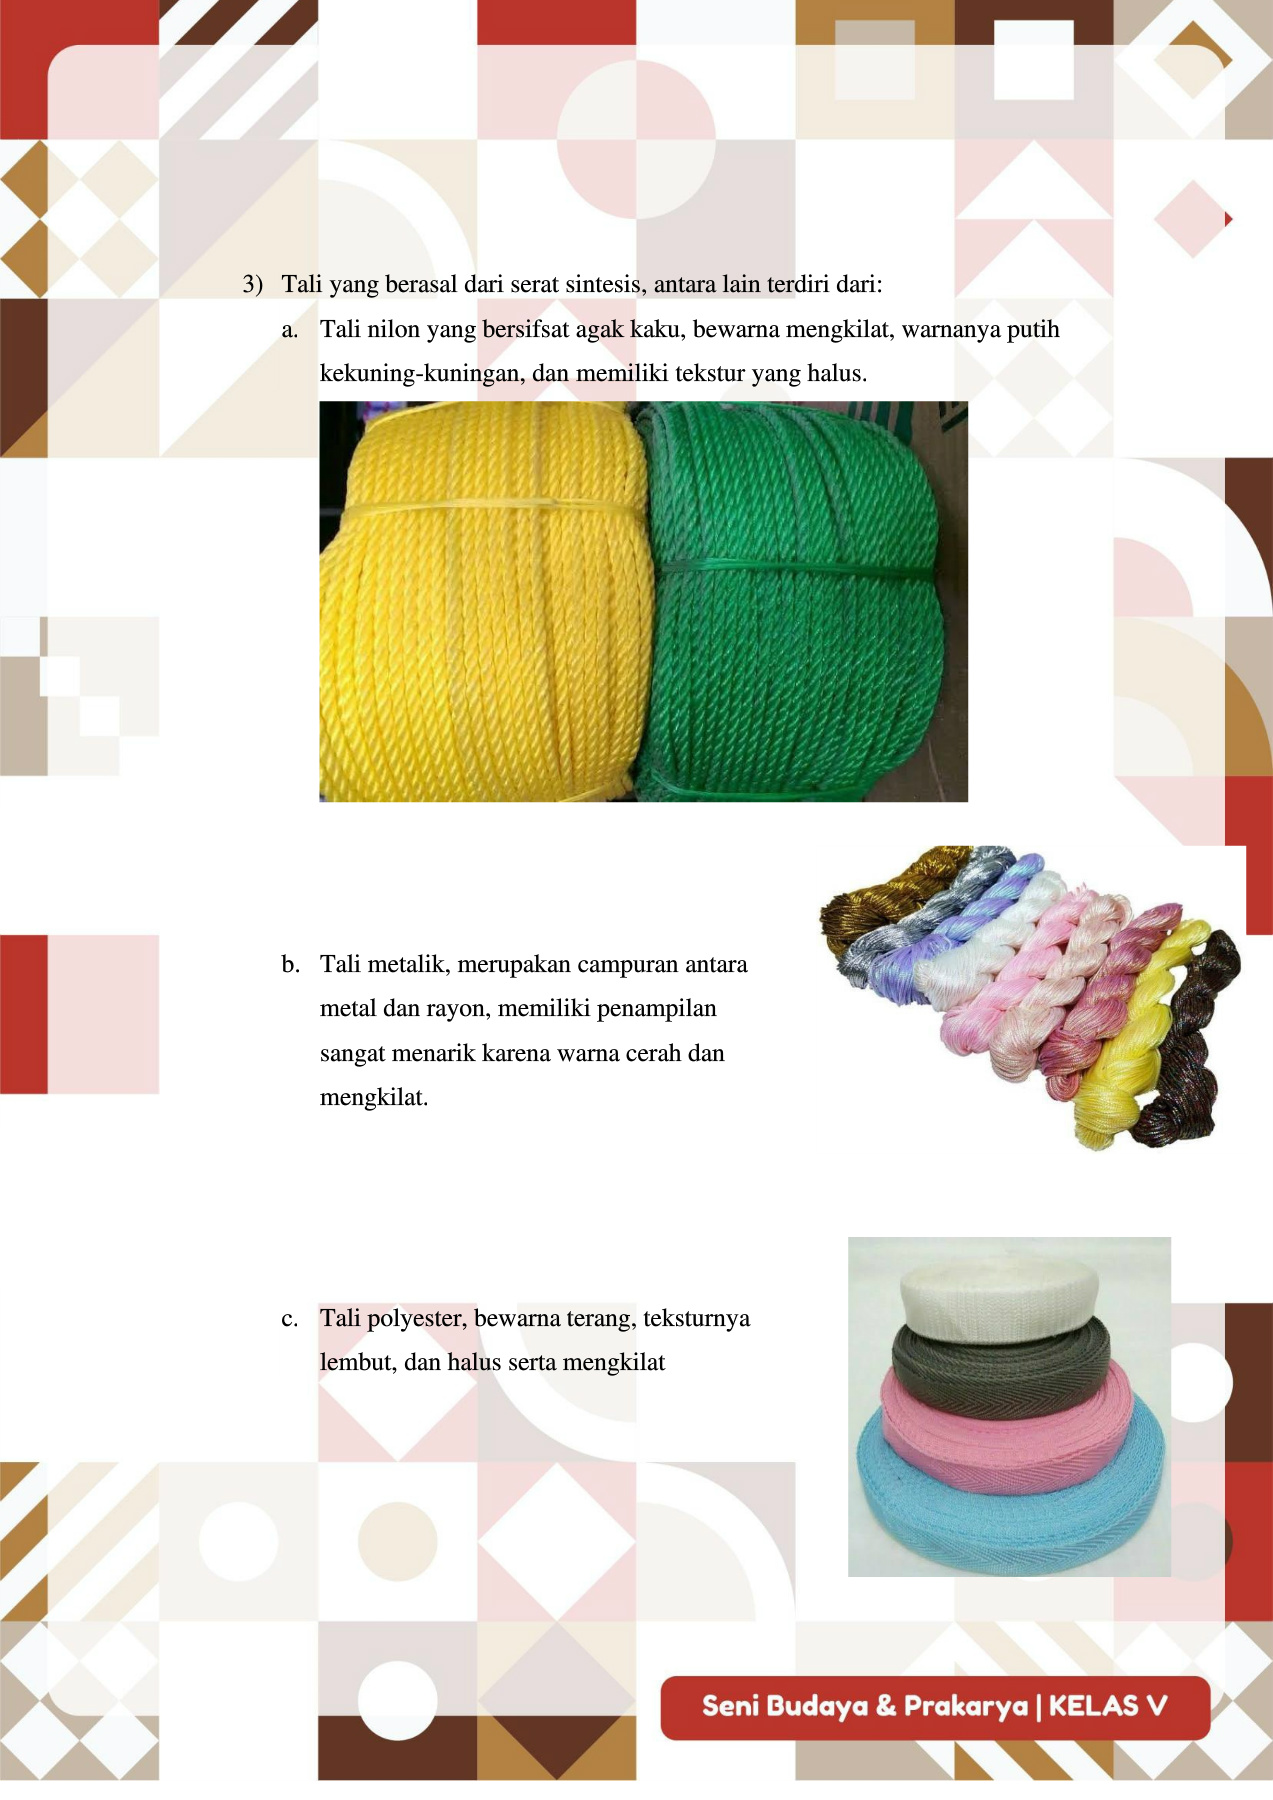 3) Tali yang berasal dari serat sintesis, antara lain terdiri dari:
a. Tali nilon yang bersifsat agak kaku, bewarna mengkilat, warnanya putih
kekuning-kuningan, dan memiliki tekstur yang halus.
b. Tali metalik, merupakan campuran antara
metal dan rayon, memiliki penampilan
sangat menarik karena warna cerah dan
mengkilat.
c. Tali polyester, bewarna terang, teksturnya
lembut, dan halus serta mengkilat
Seni Budaya & Prakarya | KELAS V